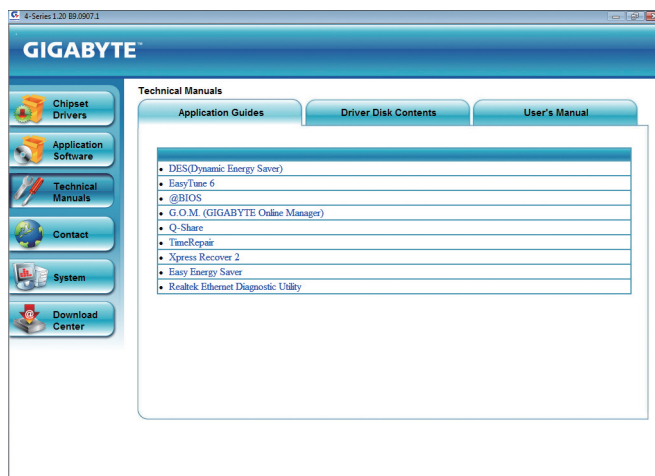 4-Series 1.20 B9.0907.1
GIGABYTE™
Technical Manuals
Application Guides
Driver Disk Contents
User's Manual
Chipset
Drivers
Application
Software
Technical
Manuals
Contact
System
Download
Center
• DES(Dynamic Energy Saver)
• EasyTune 6
• @BIOS
• G.O.M. (GIGABYTE Online Manager)
• Q-Share
• TimeRepair
• Xpress Recover 2
• Easy Energy Saver
• Realtek Ethernet Diagnostic Utility